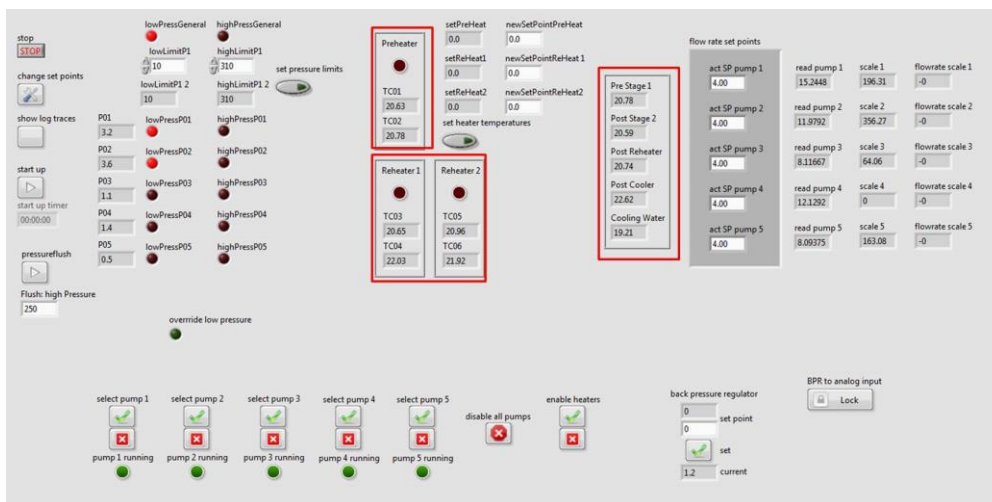 stop
STOP
change set points
show log traces
start up
start up timer
00:00:00
pressureflush
Flush: high Pressure
250
lowPressGeneral highPressGeneral
lowLimitP1 highLimitP1
10 310
lowLimitP1 2 highLimitP1 2
10 310
set pressure limits
P01 lowPressP01 highPressP01
3.2
P02 lowPressP02 highPressP02
3.6
P03 lowPressP03 highPressP03
1.1
P04 lowPressP04 highPressP04
1.4
P05 lowPressP05 highPressP05
0.5
overrride low pressure
Preheater
TC01
20.63
TC02
20.78
setPreHeat newSetPointPreHeat
0.0 0.0
setReHeat1 newSetPointReHeat 1
0.0 0.0
setReHeat2 newSetPointReHeat2
0.0 0.0
set heater temperatures
Reheater 1 Reheater 2
TC03 TC05
20.65 20.96
TC04 TC06
22.03 21.92
Pre Stage 1
20.78
Post Stage 2
20.59
Post Reheater
20.74
Post Cooler
22.62
Cooling Water
19.21
flow rate set points
act SP pump 1 read pump 1 scale 1 flowrate scale 1
4.00 15.2448 196.31 -0
act SP pump 2 read pump 2 scale 2 flowrate scale 2
4.00 11.9792 356.27 -0
act SP pump 3 read pump 3 scale 3 flowrate scale 3
4.00 8.11667 64.06 -0
act SP pump 4 read pump 4 scale 4 flowrate scale 4
4.00 12.1292 0 -0
act SP pump 5 read pump 5 scale 5 flowrate scale 5
4.00 8.09375 163.08 -0
select pump 1 select pump 2 select pump 3 select pump 4 select pump 5
pump 1 running pump 2 running pump 3 running pump 4 running pump 5 running
disable all pumps
enable heaters
back pressure regulator
0
set point
0
set
1.2 current
BPR to analog input
Lock